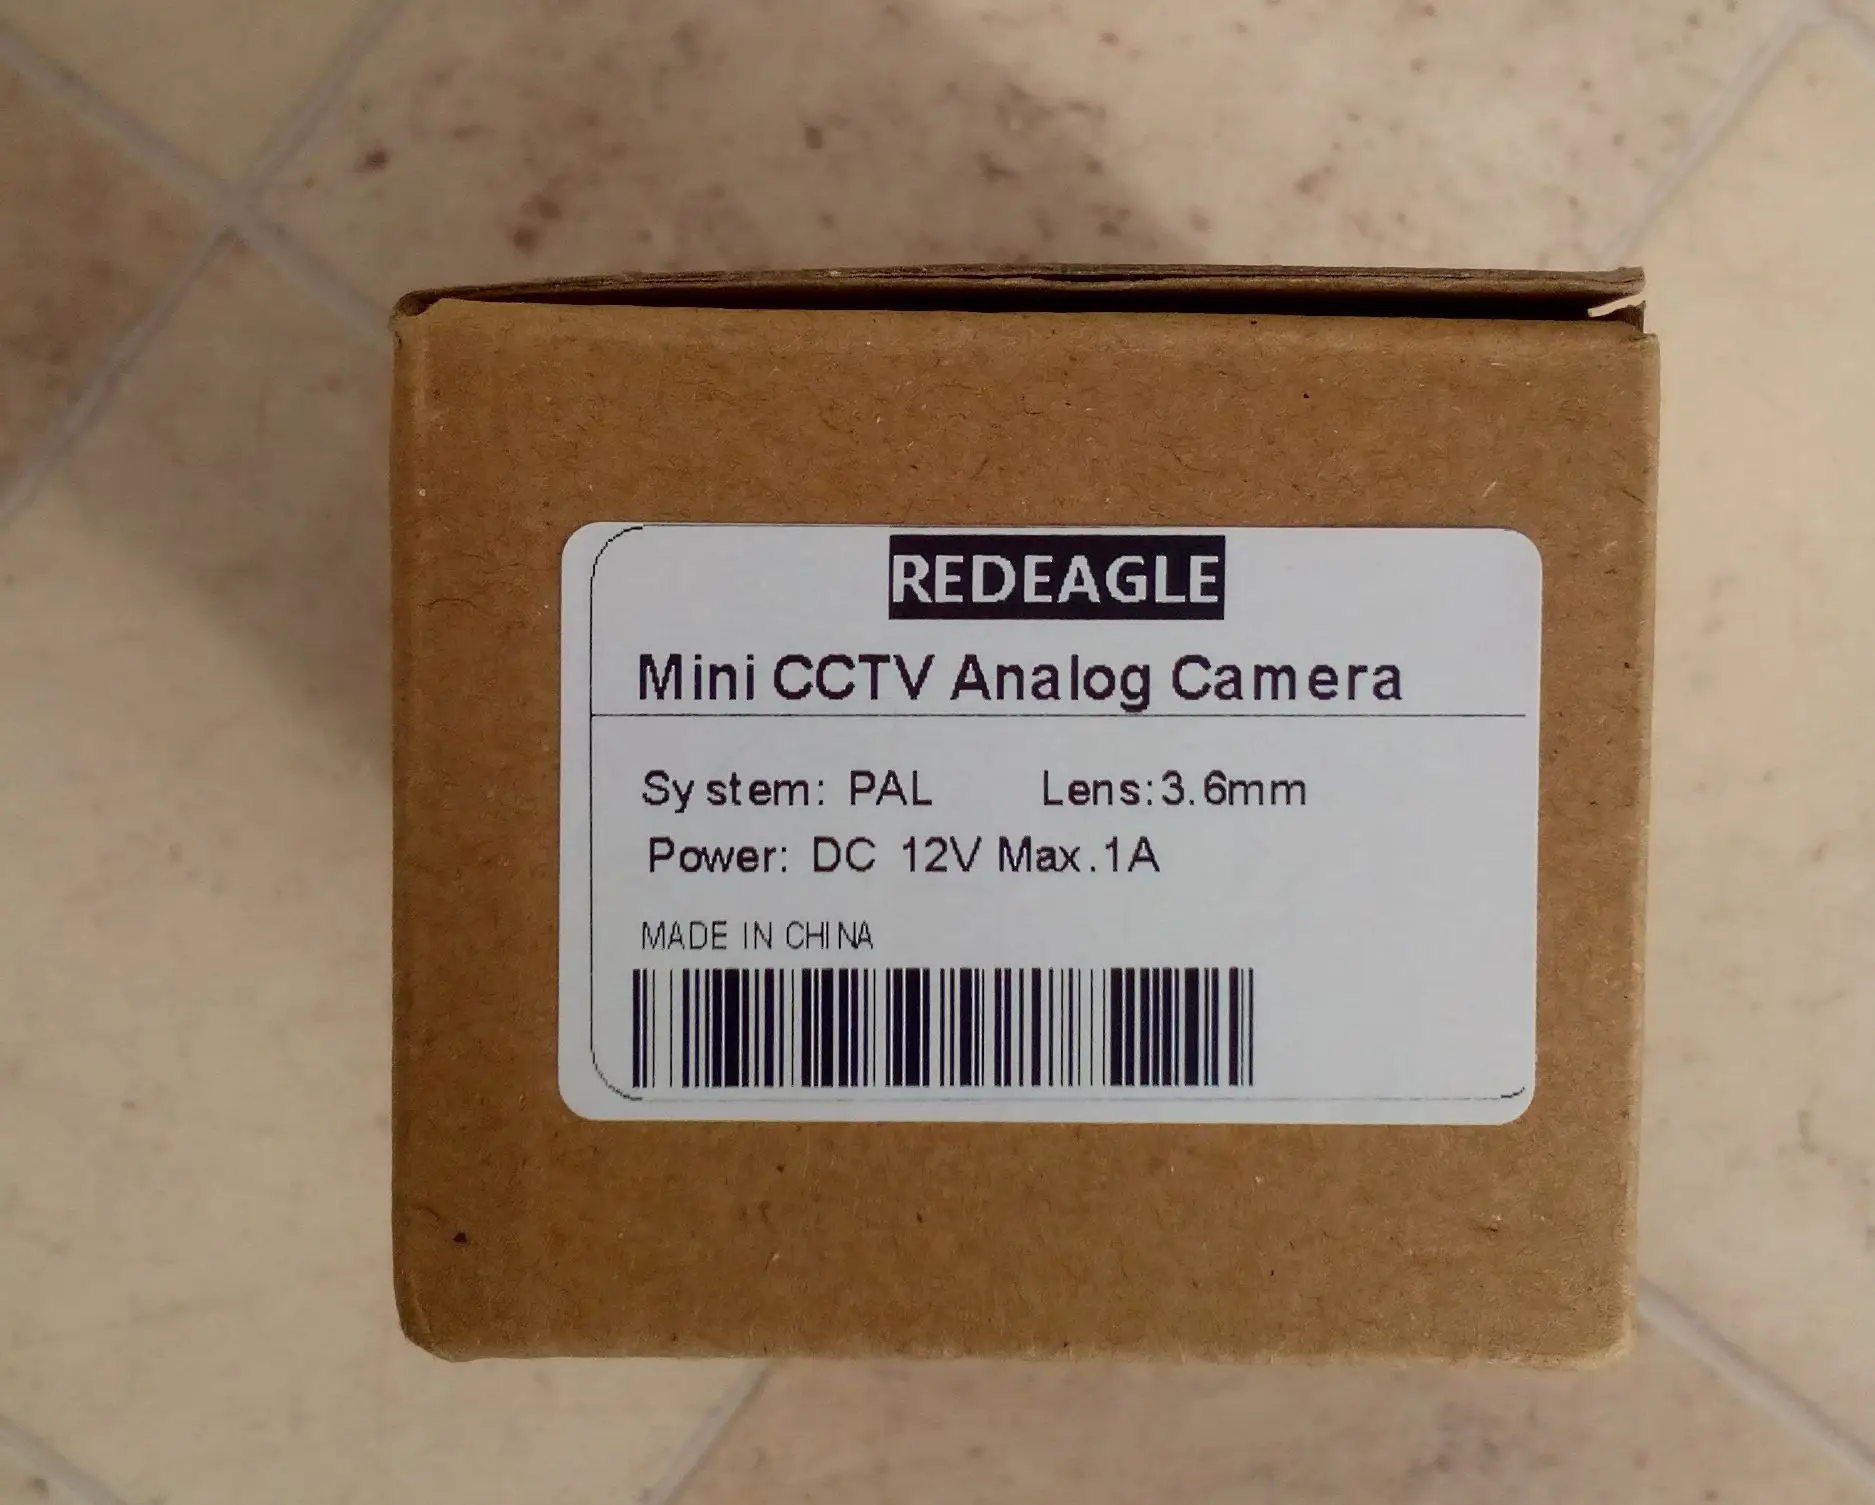 REDEAGLE
Mini CCTV Analog Camera
System: PAL Lens:3.6mm
Power: DC 12V Max.1A
MADE IN CHINA